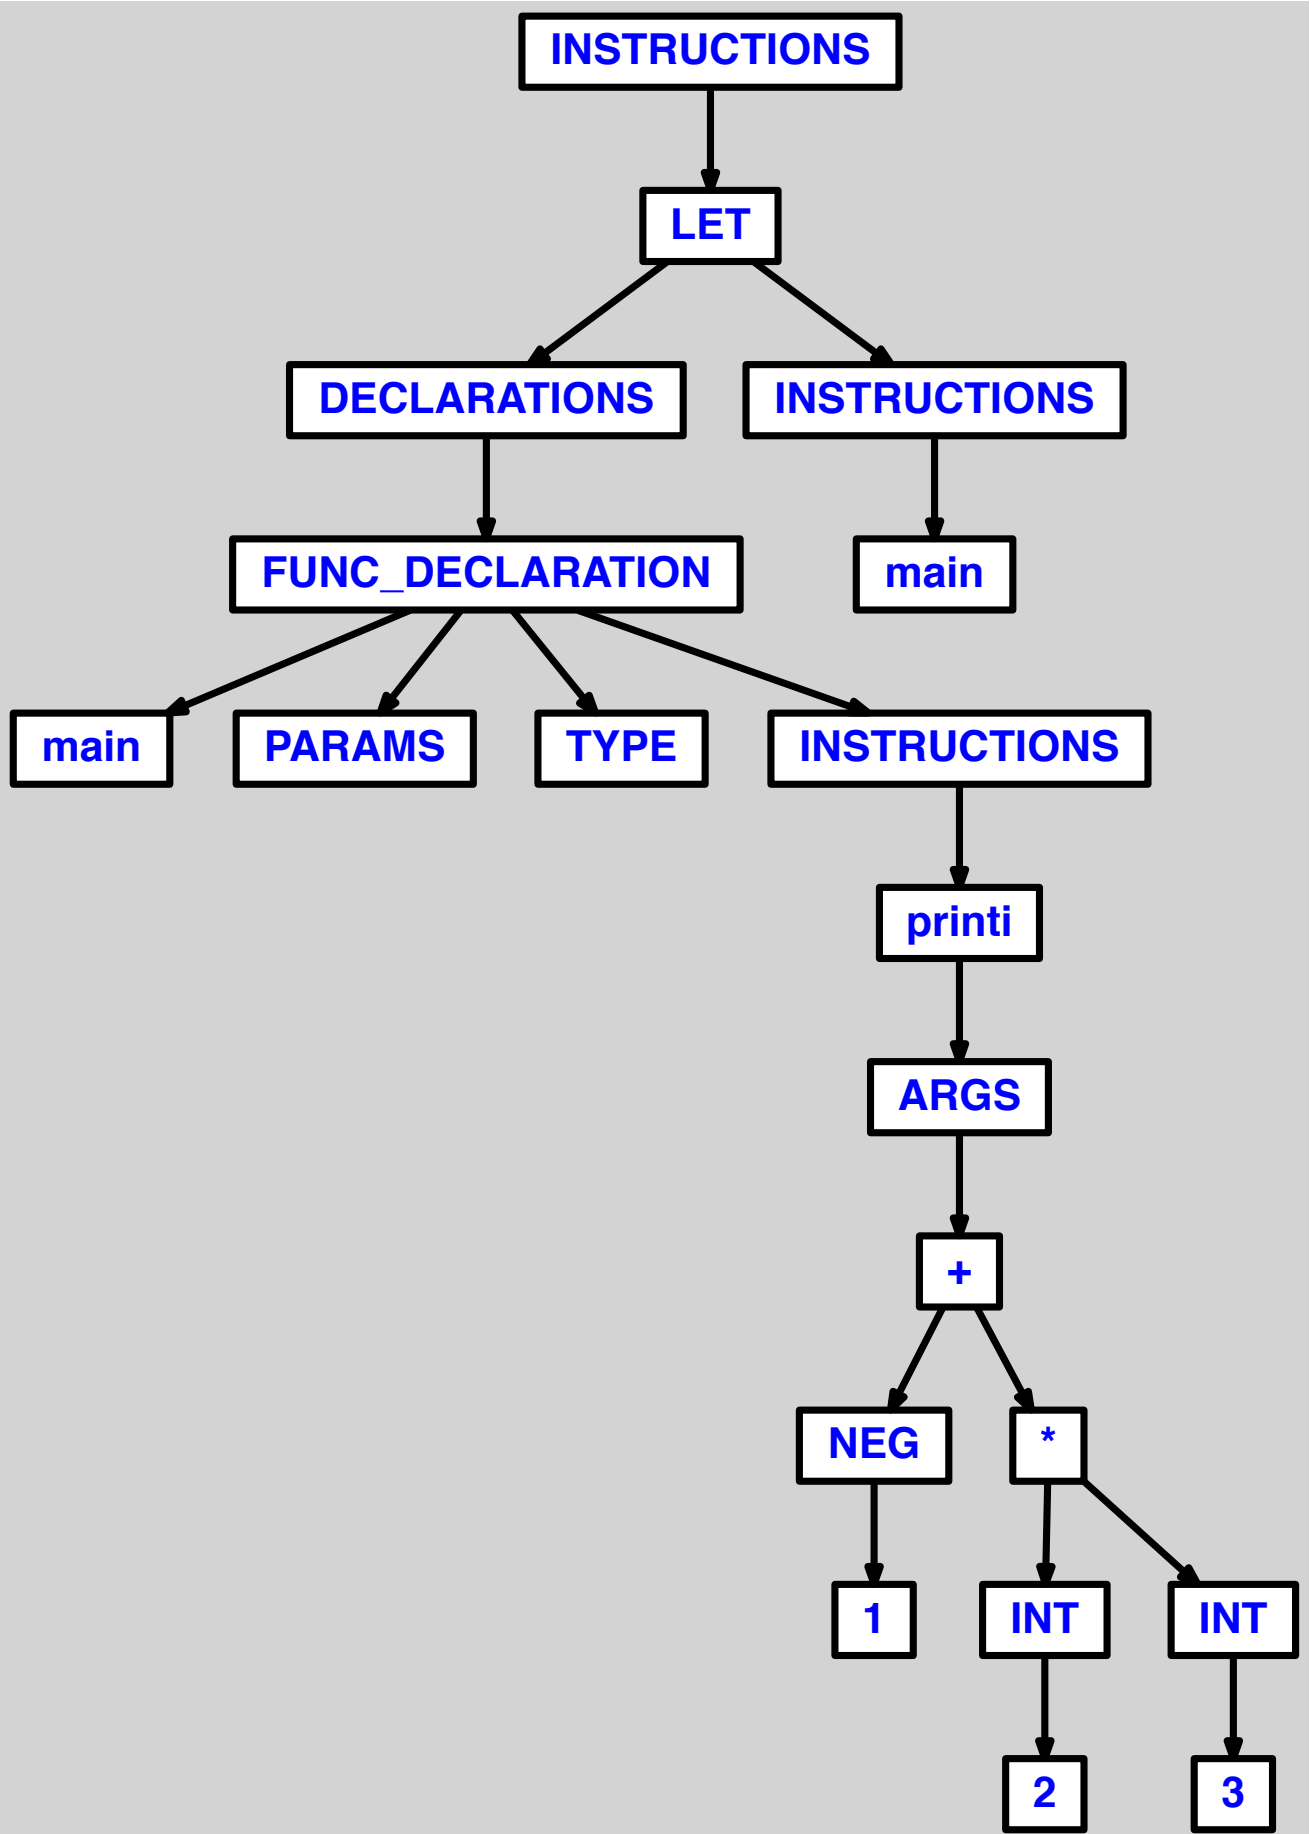 INSTRUCTIONS
LET
DECLARATIONS
INSTRUCTIONS
FUNC_DECLARATION
main
main
PARAMS
TYPE
INSTRUCTIONS
printi
ARGS
+
NEG
*
1
INT
INT
2
3